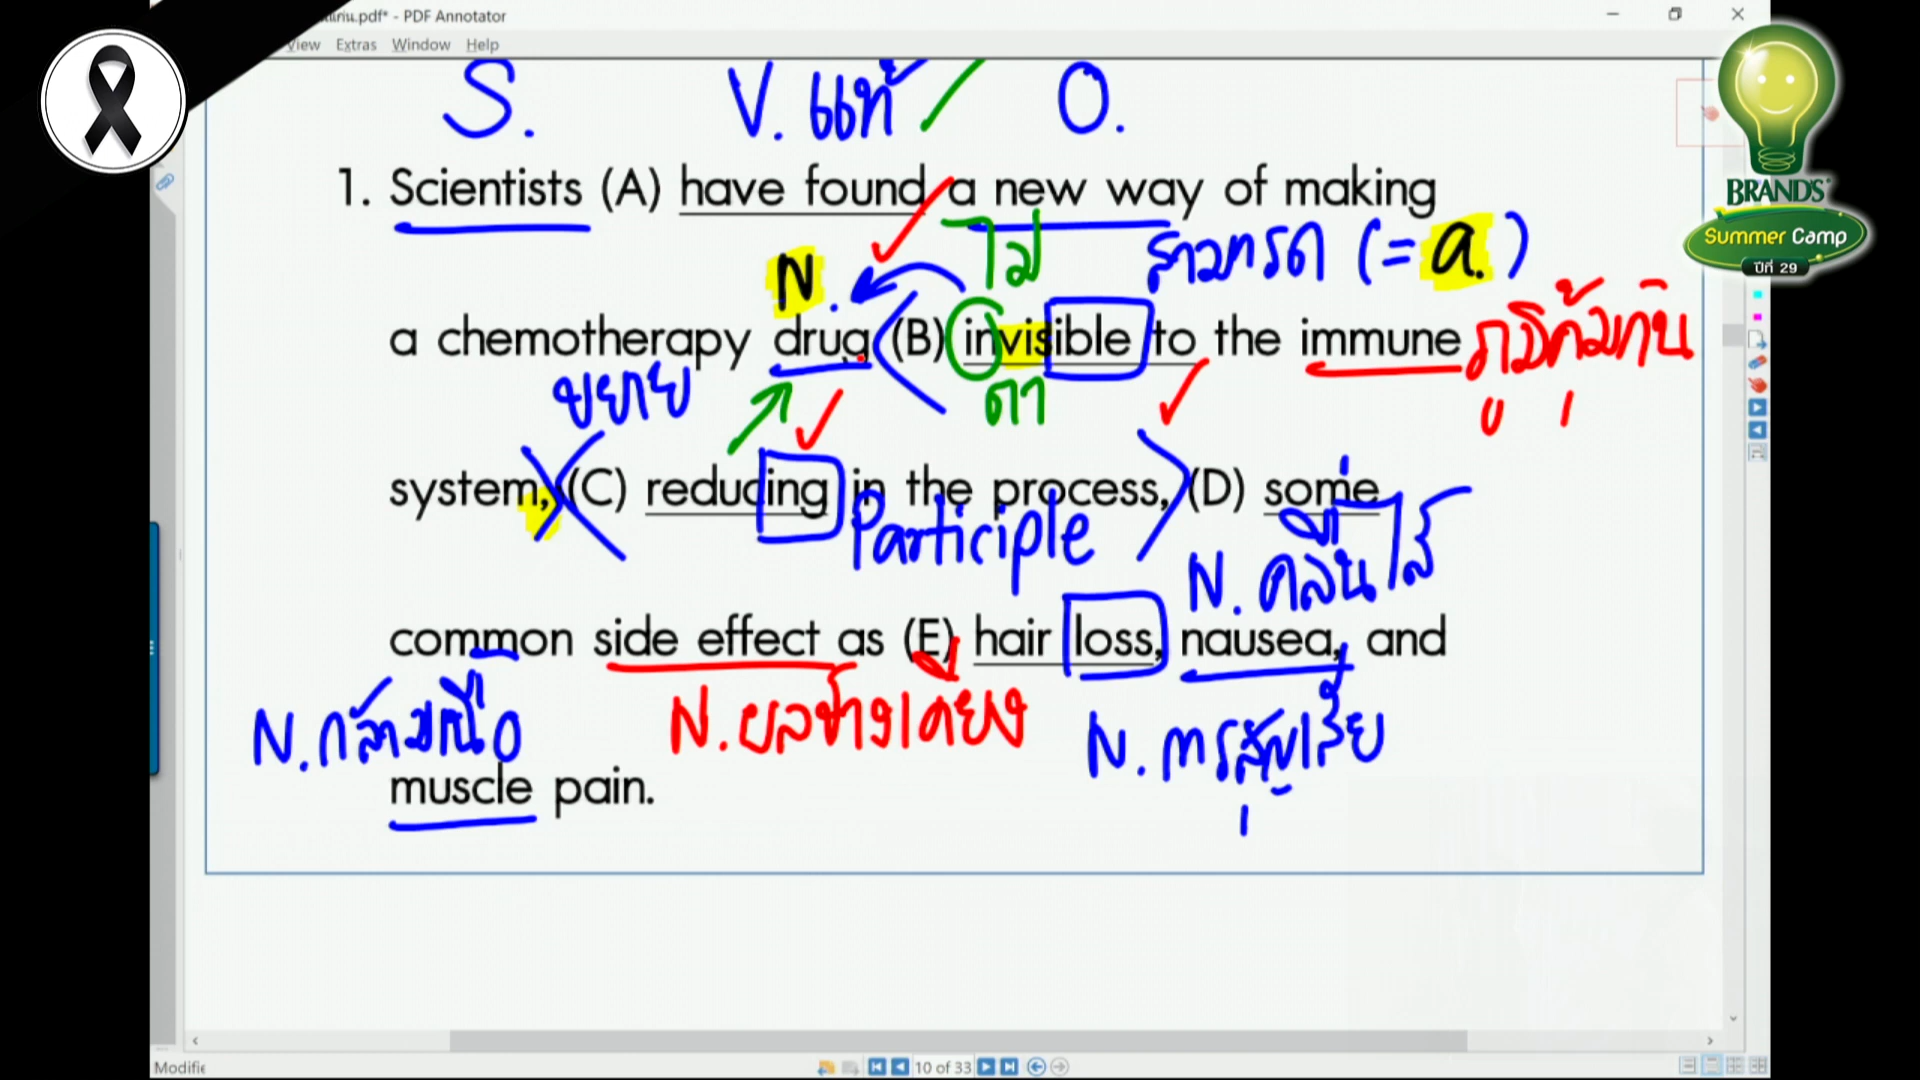 .pdf* - PDF Annotator
View Extras Window Help
S. V. แท้ O.
1. Scientists (A) have found a new way of making
N. ไม่ สามารถ (= a.)
a chemotherapy drug (B) invisible to the immune ภูมิคุ้มกัน
ขยาย ตา
system, (C) reducing in the process, (D) some
Participle
N. คลื่นไส้
common side effect as (E) hair loss, nausea, and
N. กล้ามเนื้อ N. ผลข้างเคียง N. การสูญเสีย
muscle pain.
BRAND'S
Summer Camp
ปีที่ 29
10 of 33